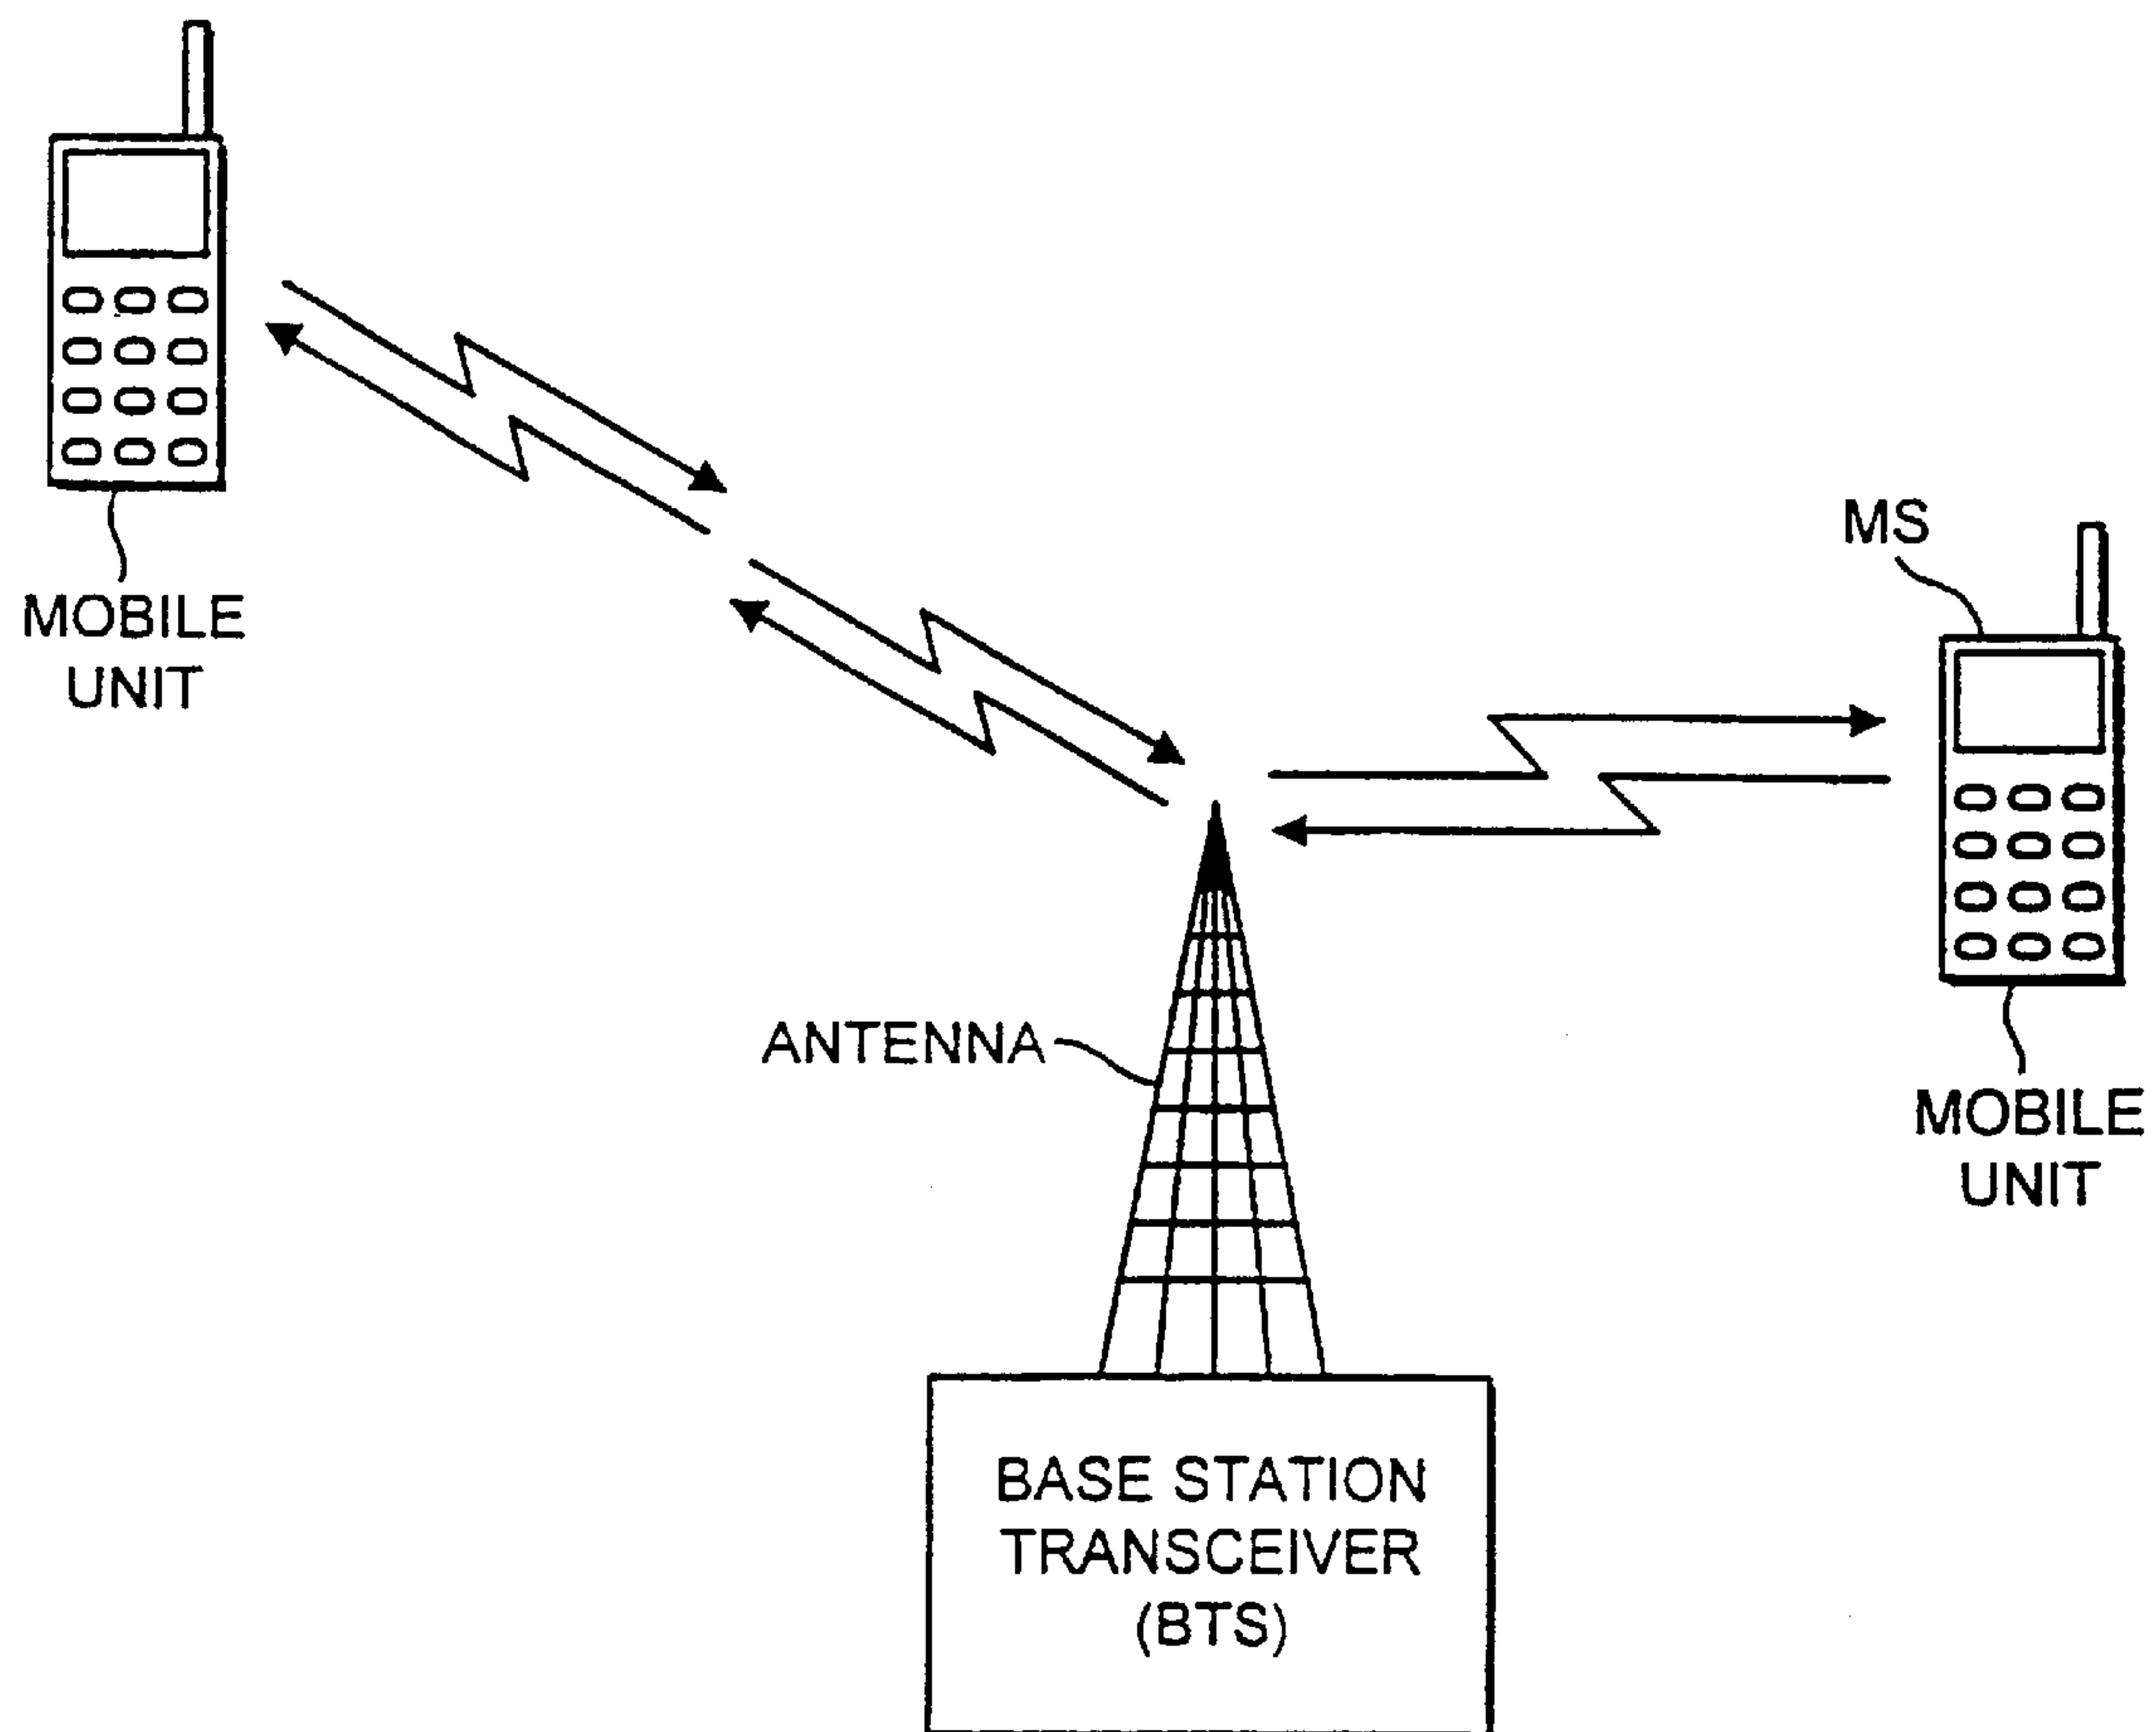 MOBILE
UNIT
MS
MOBILE
UNIT
ANTENNA
BASE STATION
TRANSCEIVER
(BTS)